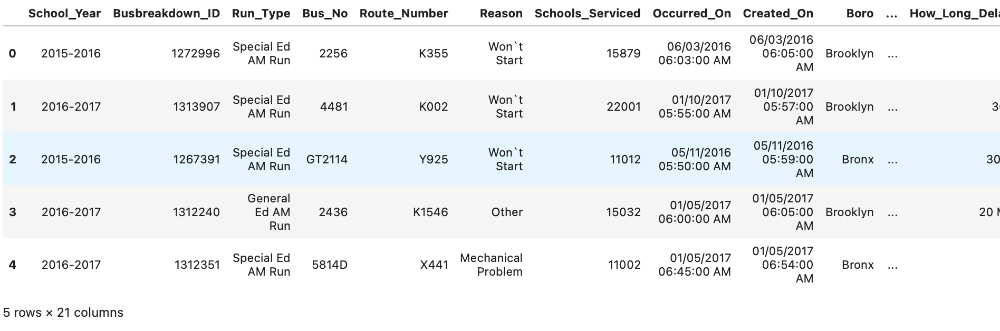 School_Year Busbreakdown_ID Run_Type Bus_No Route_Number Reason Schools_Serviced Occurred_On Created_On Boro ... How_Long_Dela
0 2015-2016 1272996 Special Ed AM Run 2256 K355 Won`t Start 15879 06/03/2016 06:03:00 AM 06/03/2016 06:05:00 AM Brooklyn ...
1 2016-2017 1313907 Special Ed AM Run 4481 K002 Won`t Start 22001 01/10/2017 05:55:00 AM 01/10/2017 05:57:00 AM Brooklyn ...
2 2015-2016 1267391 Special Ed AM Run GT2114 Y925 Won`t Start 11012 05/11/2016 05:50:00 AM 05/11/2016 05:59:00 AM Bronx ... 30
3 2016-2017 1312240 General Ed AM Run 2436 K1546 Other 15032 01/05/2017 06:00:00 AM 01/05/2017 06:05:00 AM Brooklyn ... 20
4 2016-2017 1312351 Special Ed AM Run 5814D X441 Mechanical Problem 11002 01/05/2017 06:45:00 AM 01/05/2017 06:54:00 AM Bronx ...
5 rows × 21 columns